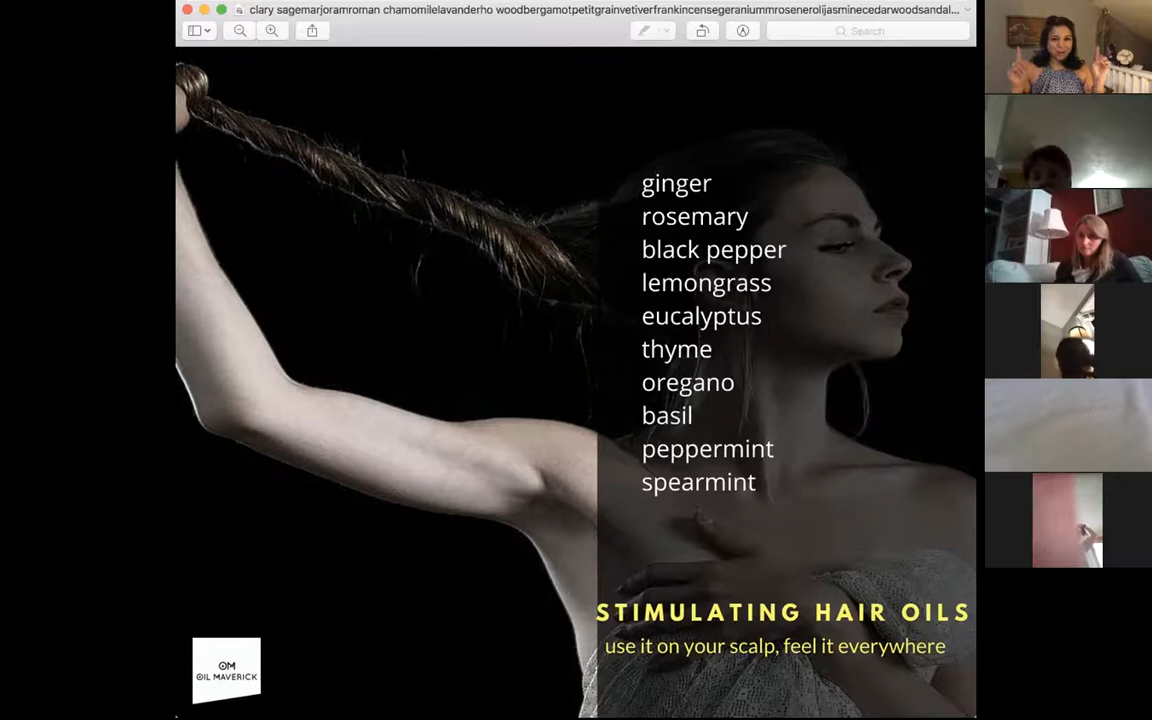 clary sagemarjoramroman chamomilelavanderho woodbergamotpetitgrainvetiverfrankincensegeraniummrosenerolijasminecedarwoodsandal...
Search
ginger
rosemary
black pepper
lemongrass
eucalyptus
thyme
oregano
basil
peppermint
spearmint
STIMULATING HAIR OILS
use it on your scalp, feel it everywhere
OM
OIL MAVERICK